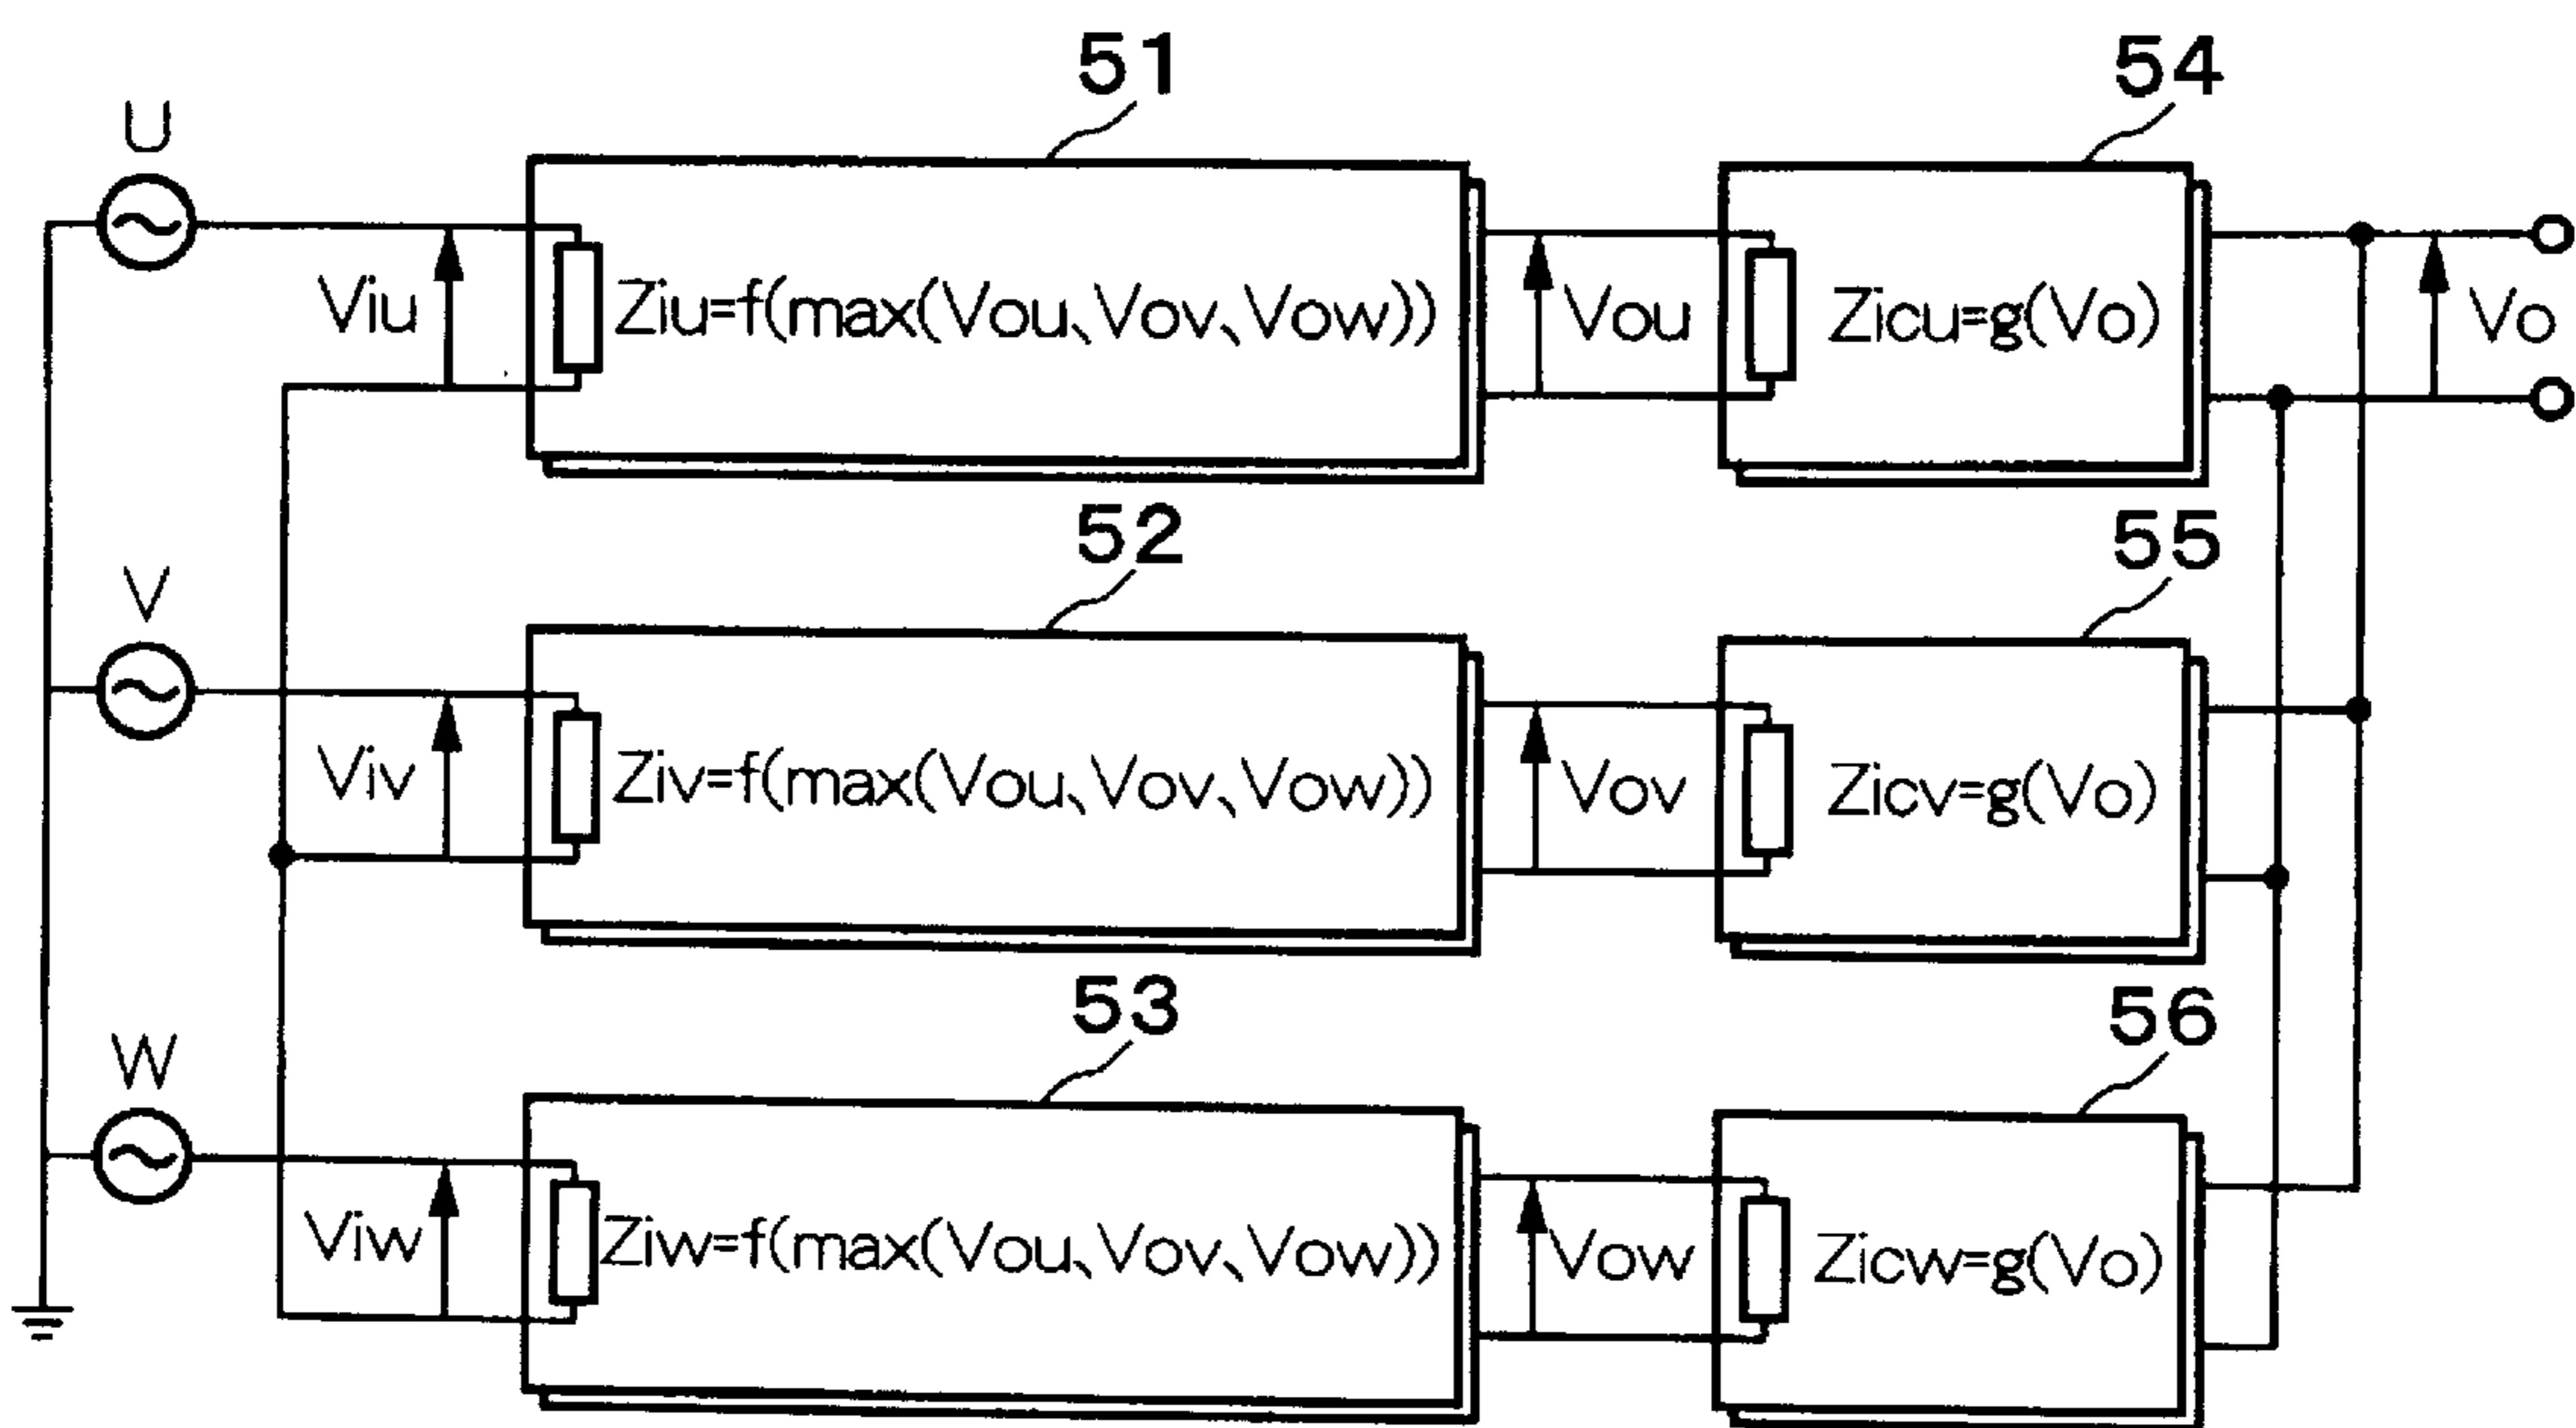 51
54
U
Viu
Ziu=f(max(Vou、Vov、Vow))
Vou
Zicu=g(Vo)
Vo
52
55
V
Viv
Ziv=f(max(Vou、Vov、Vow))
Vov
Zicv=g(Vo)
53
56
W
Viw
Ziw=f(max(Vou、Vov、Vow))
Vow
Zicw=g(Vo)